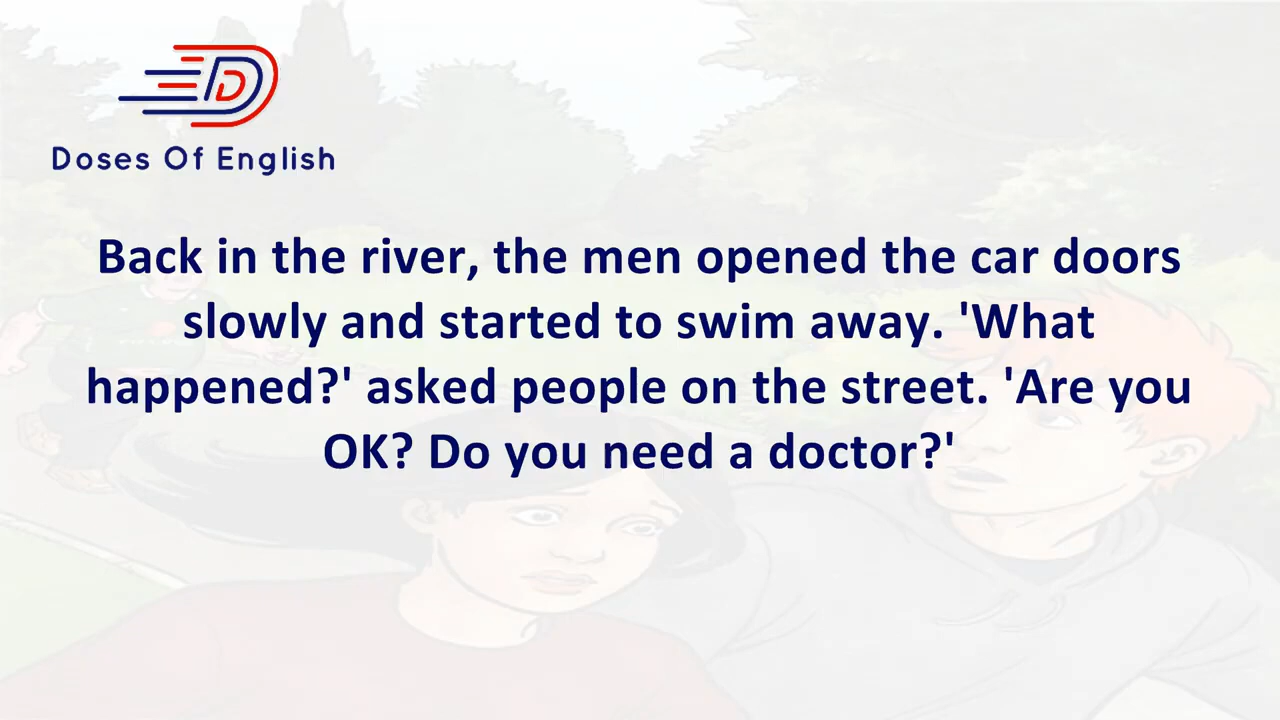 Doses Of English
Back in the river, the men opened the car doors
slowly and started to swim away. 'What
happened?' asked people on the street. 'Are you
OK? Do you need a doctor?'